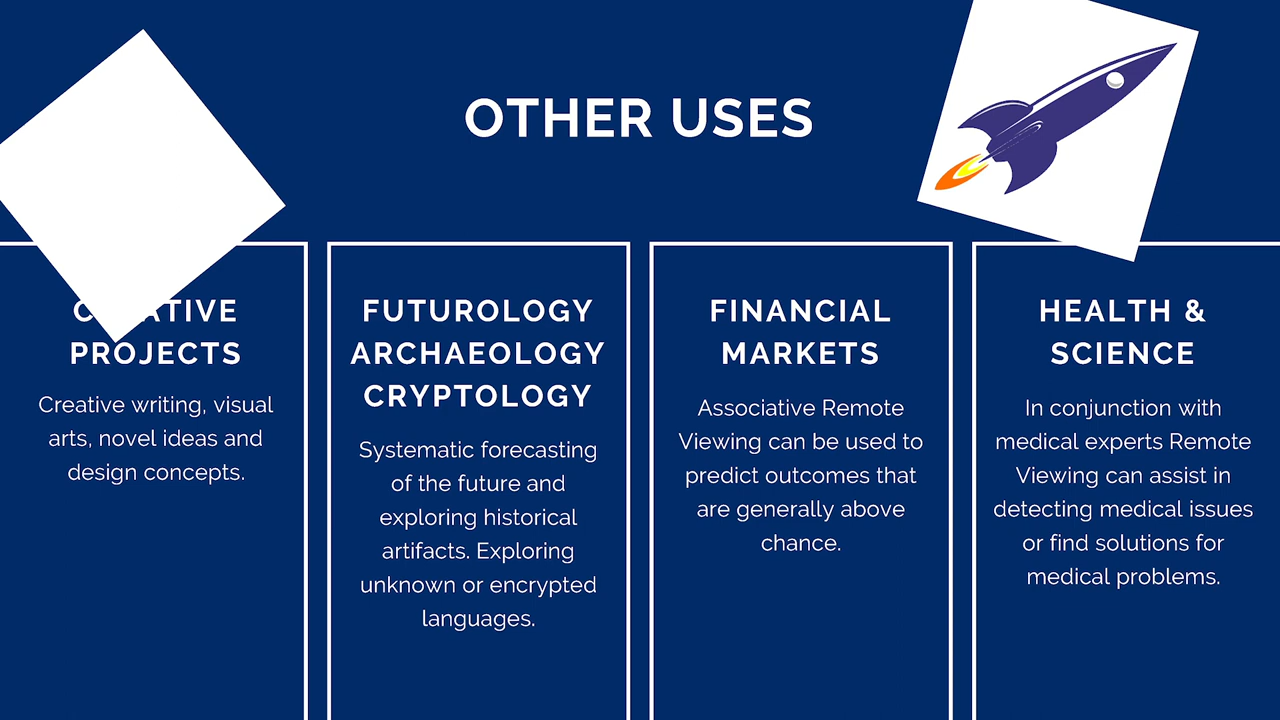 OTHER USES
C ATIVE
PROJECTS
Creative writing, visual
arts, novel ideas and
design concepts.
FUTUROLOGY
ARCHAEOLOGY
CRYPTOLOGY
Systematic forecasting
of the future and
exploring historical
artifacts. Exploring
unknown or encrypted
languages.
FINANCIAL
MARKETS
Associative Remote
Viewing can be used to
predict outcomes that
are generally above
chance.
HEALTH &
SCIENCE
In conjunction with
medical experts Remote
Viewing can assist in
detecting medical issues
or find solutions for
medical problems.